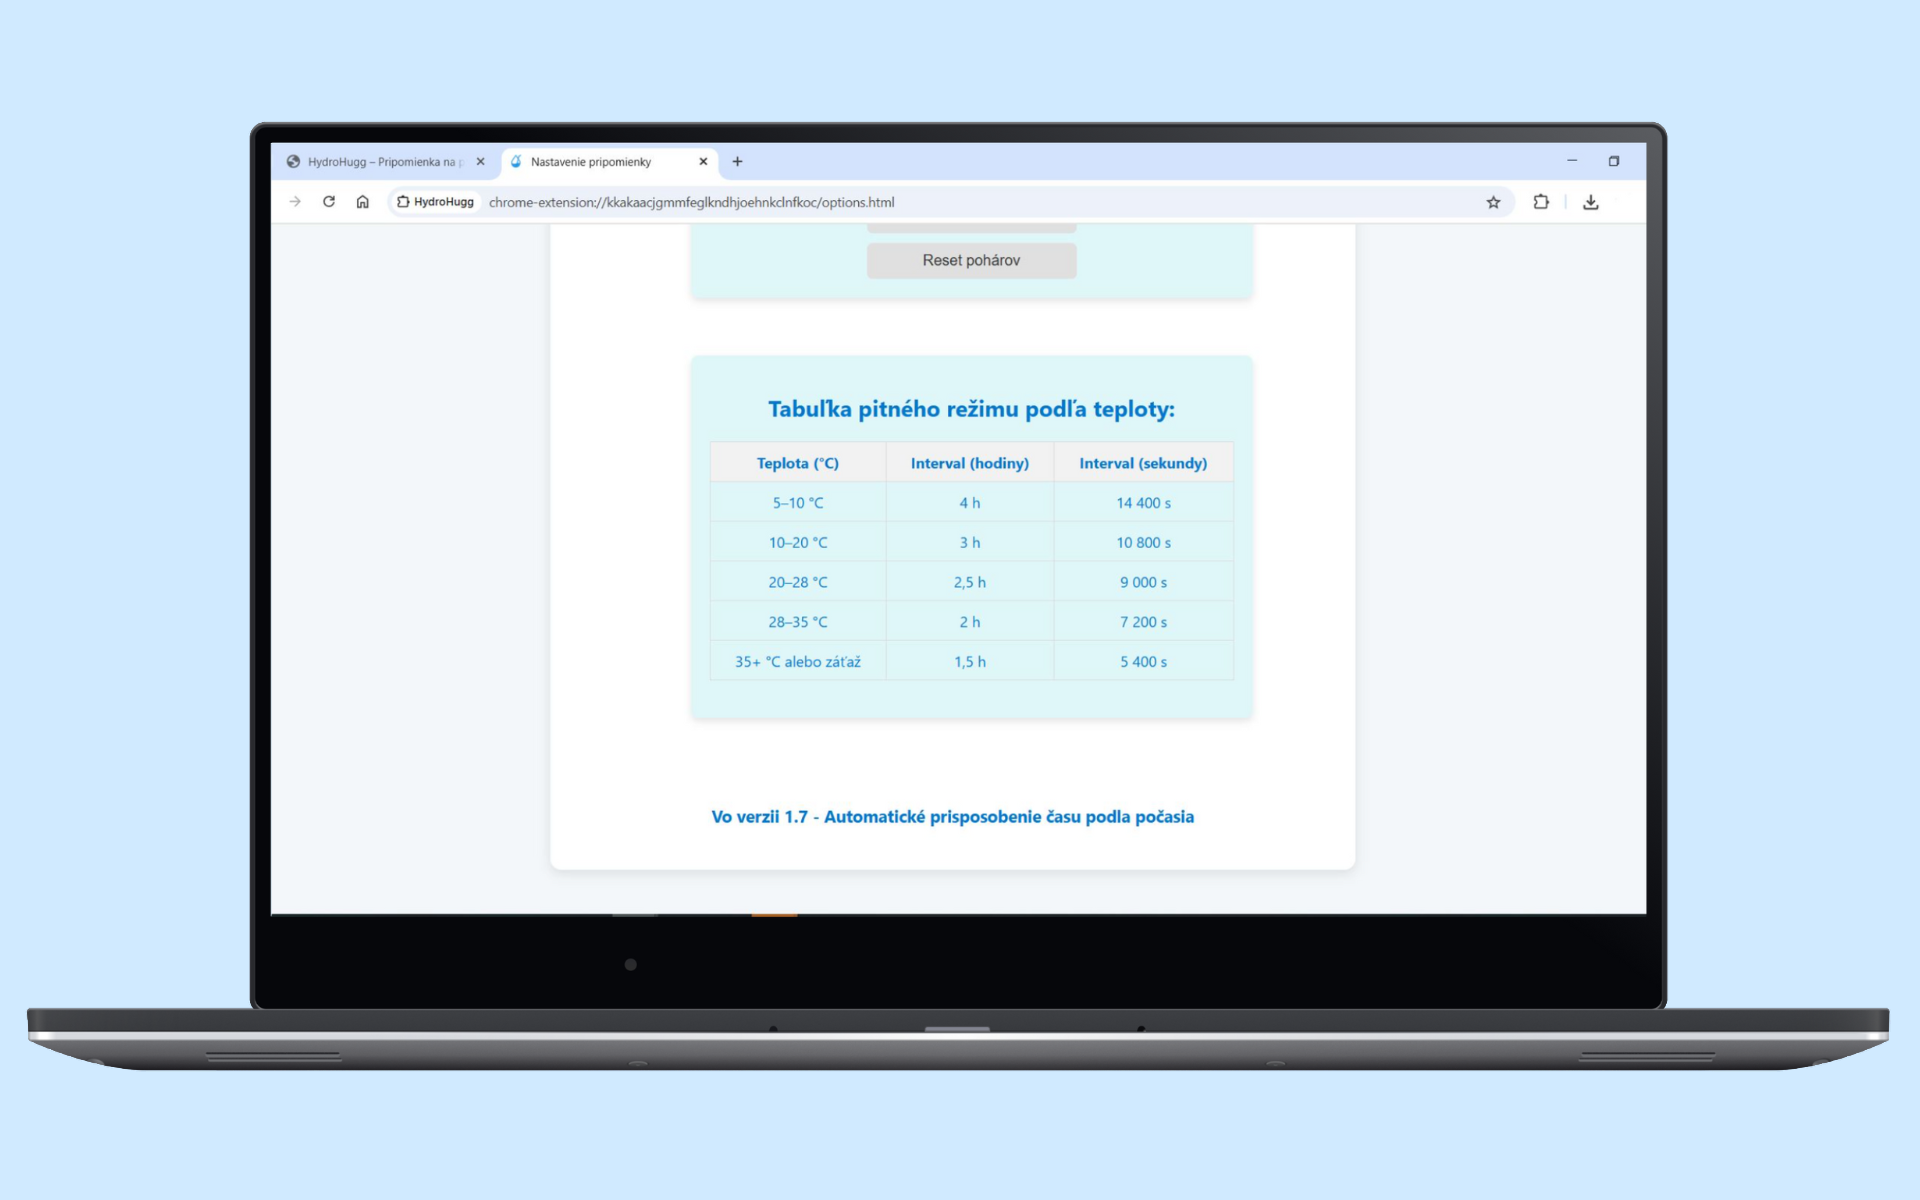 HydroHugg – Pripomienka na
Nastavenie pripomienky
HydroHugg chrome-extension://kkakaacjgmmfeglkndhjoehnkclnfkoc/options.html
Reset pohárov
Tabuľka pitného režimu podľa teploty:
Teplota (°C) Interval (hodiny) Interval (sekundy)
5–10 °C 4 h 14 400 s
10–20 °C 3 h 10 800 s
20–28 °C 2,5 h 9 000 s
28–35 °C 2 h 7 200 s
35+ °C alebo záťaž 1,5 h 5 400 s
Vo verzii 1.7 - Automatické prisposobenie času podla počasia